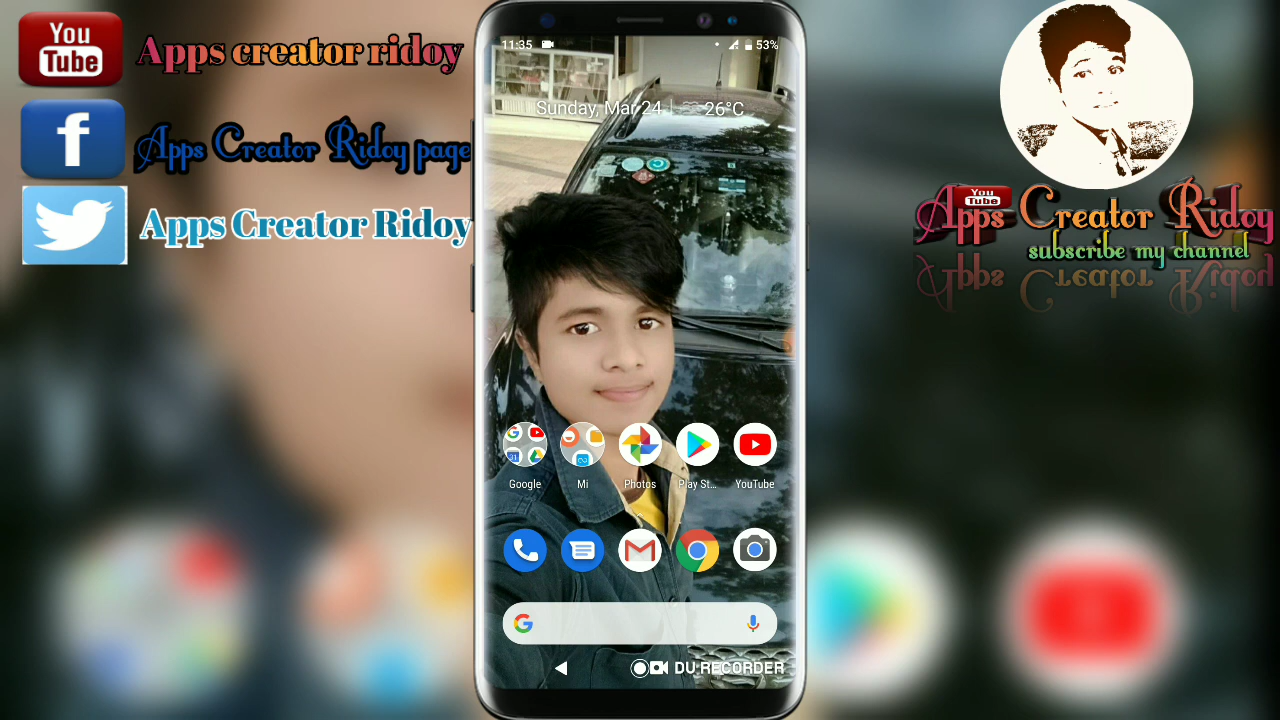 You Tube
Apps creator ridoy
f
Apps Creator Ridoy page
Apps Creator Ridoy
11:35
53%
Sunday, Mar 24 | 26°C
31
Google
Mi
Photos
Play St...
YouTube
G
DU RECORDER
You Tube
Apps Creator Ridoy
subscribe my channel